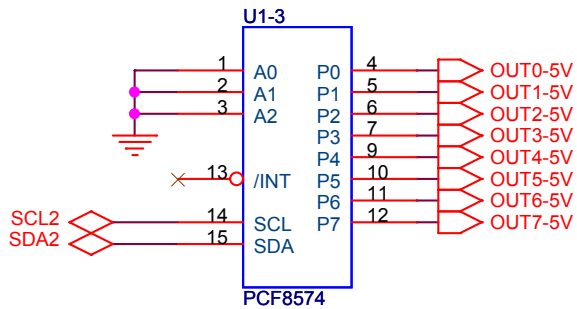 U1-3
1 A0 P0 4 OUT0-5V
2 A1 P1 5 OUT1-5V
3 A2 P2 6 OUT2-5V
P3 7 OUT3-5V
P4 9 OUT4-5V
13 /INT P5 10 OUT5-5V
P6 11 OUT6-5V
SCL2 14 SCL P7 12 OUT7-5V
SDA2 15 SDA
PCF8574